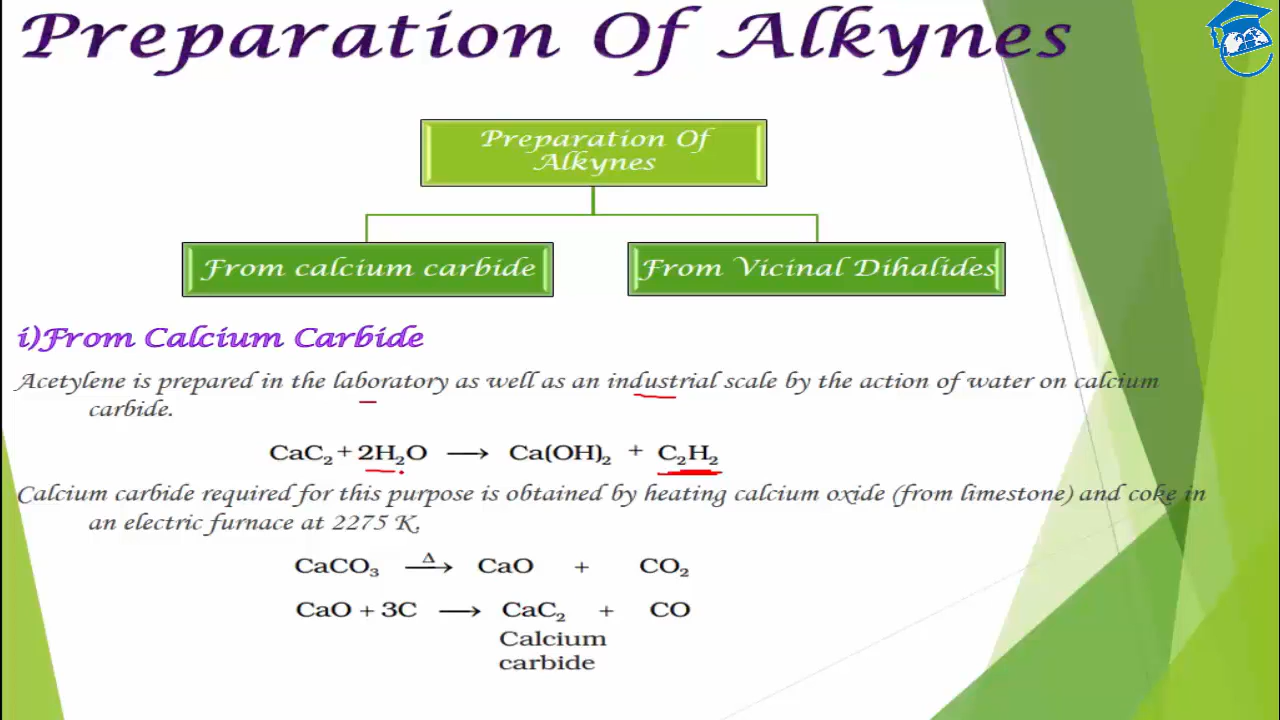 Preparation Of Alkynes
Preparation Of
Alkynes
From calcium carbide
From Vicinal Dihalides
i)From Calcium Carbide
Acetylene is prepared in the laboratory as well as an industrial scale by the action of water on calcium
carbide.
CaC₂ + 2H₂O ⟶ Ca(OH)₂ + C₂H₂
Calcium carbide required for this purpose is obtained by heating calcium oxide (from limestone) and coke in
an electric furnace at 2275 K.
Δ
CaCO₃ ⟶ CaO + CO₂
CaO + 3C ⟶ CaC₂ + CO
Calcium
carbide